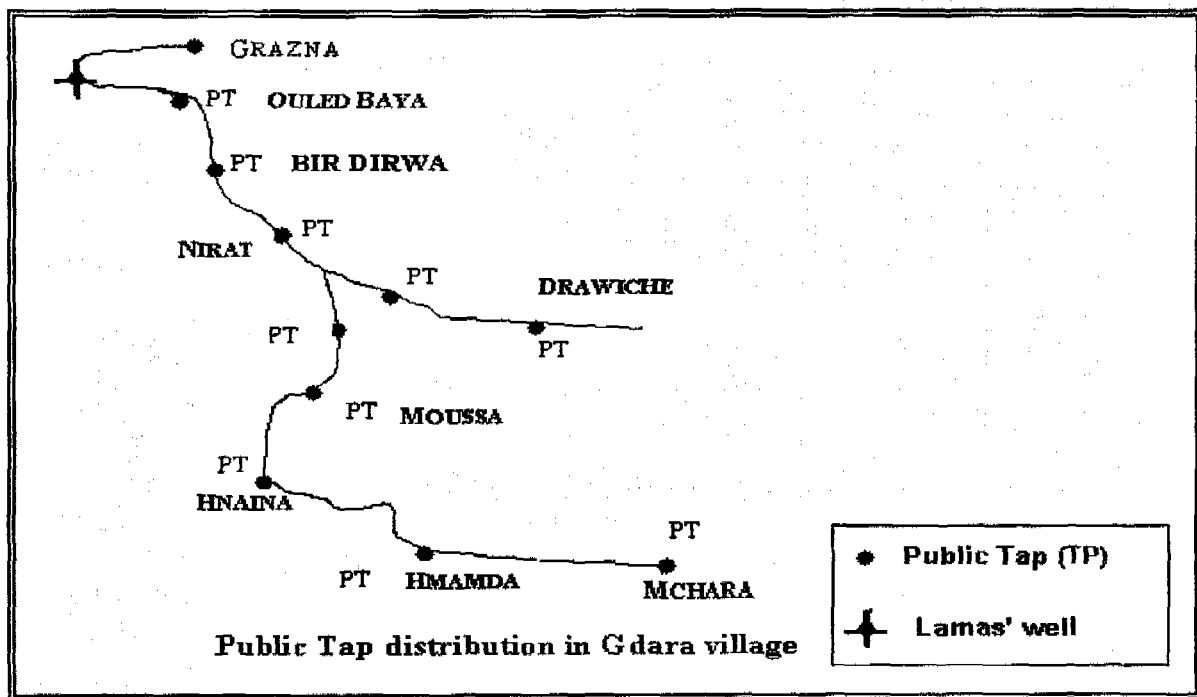 GRAZNA
PT OULED BAYA
PT BIR DIRWA
PT
NIRAT
PT
DRAWICHE
PT
PT
PT MOUSSA
PT
HNAINA
PT
PT HMAMDA
MCHARA
Public Tap (TP)
Lamas' well
Public Tap distribution in Gdara village